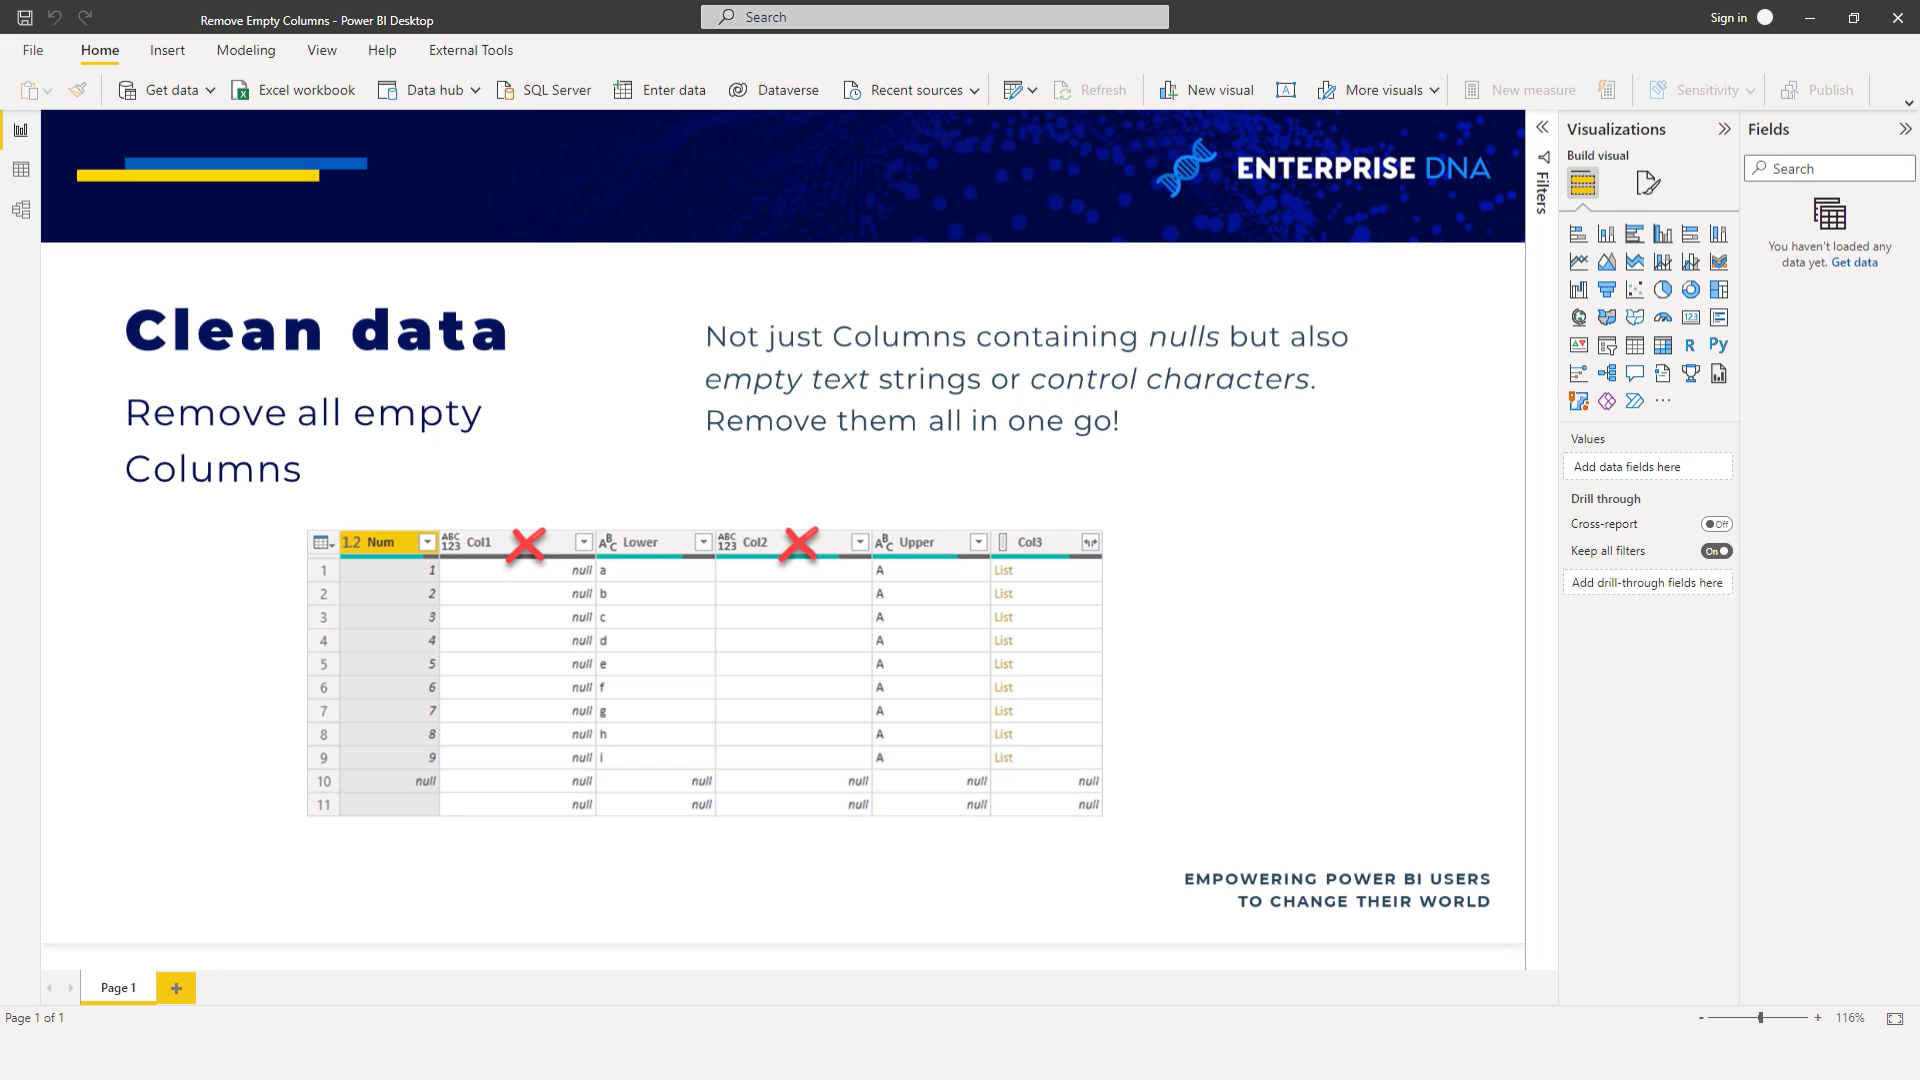 Remove Empty Columns - Power BI Desktop
Search
Sign in
File Home Insert Modeling View Help External Tools
Get data Excel workbook Data hub SQL Server Enter data Dataverse Recent sources Refresh New visual More visuals New measure Sensitivity Publish
ENTERPRISE DNA
Clean data
Remove all empty
Columns
Not just Columns containing nulls but also
empty text strings or control characters.
Remove them all in one go!
1.2 Num ABC 123 Col1 ABC Lower ABC 123 Col2 ABC Upper Col3
1 1 null a A List
2 2 null b A List
3 3 null c A List
4 4 null d A List
5 5 null e A List
6 6 null f A List
7 7 null g A List
8 8 null h A List
9 9 null i A List
10 null null null null null null
11 null null null null null
EMPOWERING POWER BI USERS
TO CHANGE THEIR WORLD
Filters
Visualizations
Build visual
123
R Py
Values
Add data fields here
Drill through
Cross-report Off
Keep all filters On
Add drill-through fields here
Fields
Search
You haven't loaded any
data yet. Get data
Page 1 +
Page 1 of 1
- + 116%